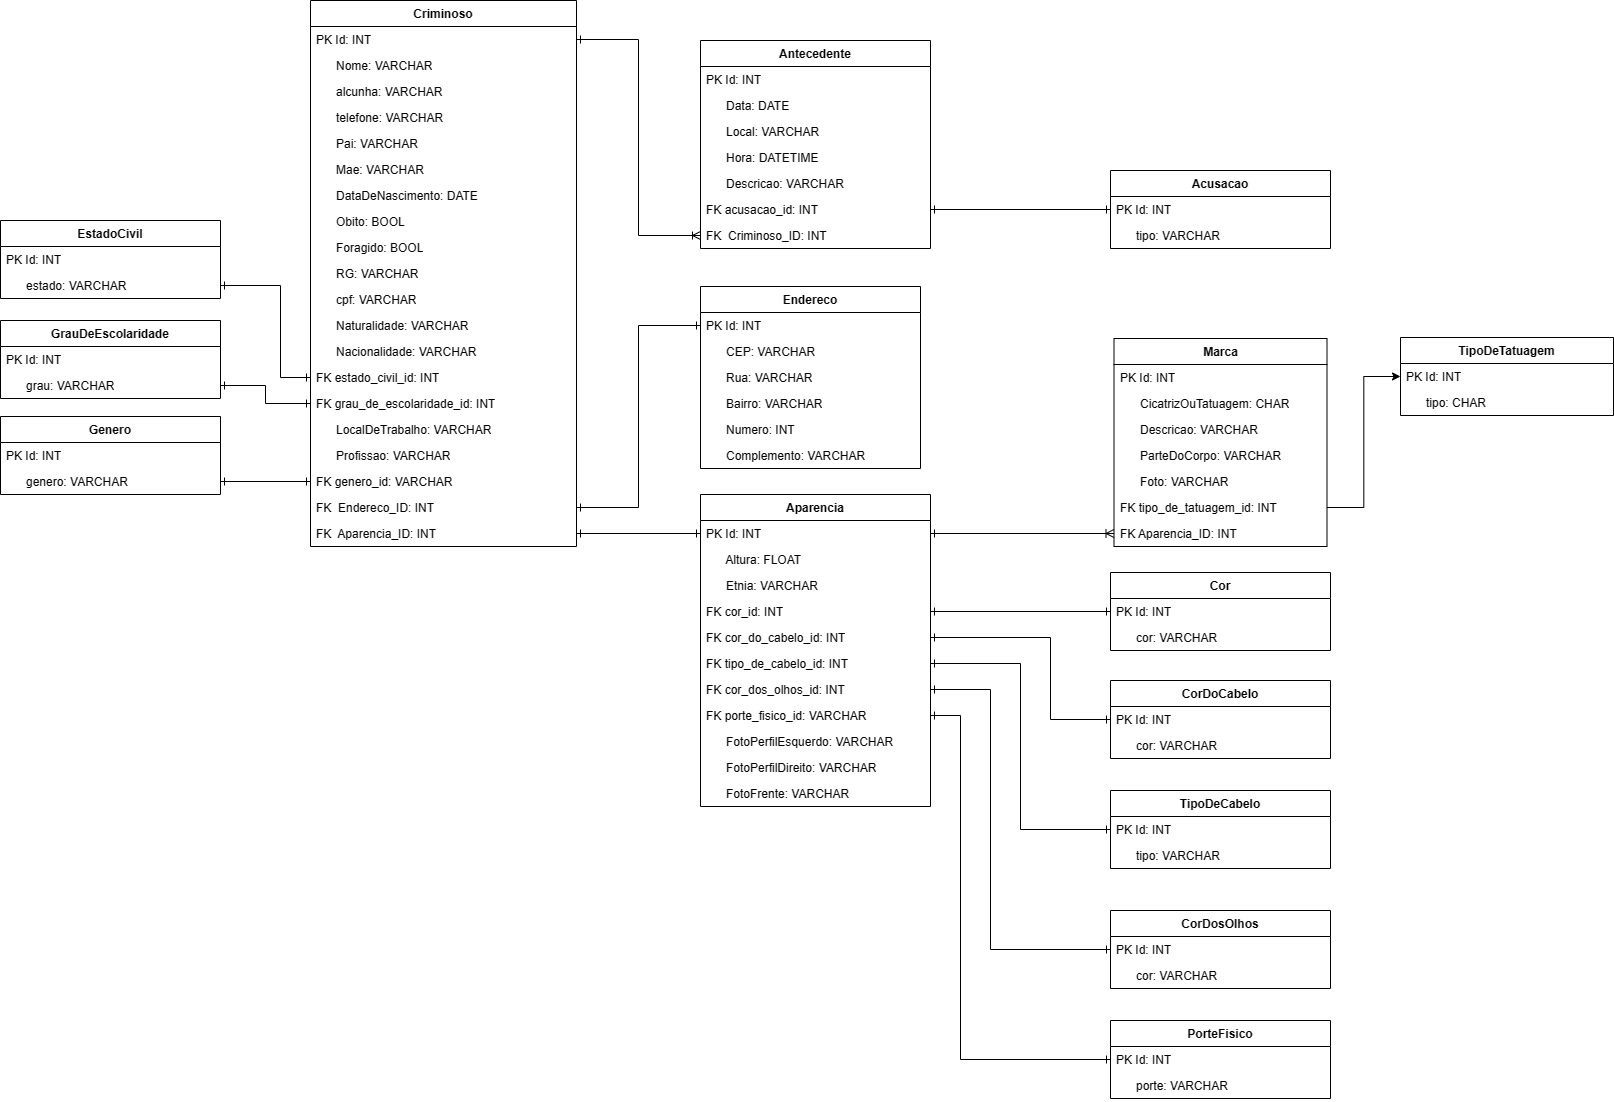 Criminoso
PK Id: INT
Nome: VARCHAR
alcunha: VARCHAR
telefone: VARCHAR
Pai: VARCHAR
Mae: VARCHAR
DataDeNascimento: DATE
Obito: BOOL
Foragido: BOOL
RG: VARCHAR
cpf: VARCHAR
Naturalidade: VARCHAR
Nacionalidade: VARCHAR
FK estado_civil_id: INT
FK grau_de_escolaridade_id: INT
LocalDeTrabalho: VARCHAR
Profissao: VARCHAR
FK genero_id: VARCHAR
FK Endereco_ID: INT
FK Aparencia_ID: INT
EstadoCivil
PK Id: INT
estado: VARCHAR
GrauDeEscolaridade
PK Id: INT
grau: VARCHAR
Genero
PK Id: INT
genero: VARCHAR
Antecedente
PK Id: INT
Data: DATE
Local: VARCHAR
Hora: DATETIME
Descricao: VARCHAR
FK acusacao_id: INT
FK Criminoso_ID: INT
Acusacao
PK Id: INT
tipo: VARCHAR
Endereco
PK Id: INT
CEP: VARCHAR
Rua: VARCHAR
Bairro: VARCHAR
Numero: INT
Complemento: VARCHAR
Marca
PK Id: INT
CicatrizOuTatuagem: CHAR
Descricao: VARCHAR
ParteDoCorpo: VARCHAR
Foto: VARCHAR
FK tipo_de_tatuagem_id: INT
FK Aparencia_ID: INT
TipoDeTatuagem
PK Id: INT
tipo: CHAR
Aparencia
PK Id: INT
Altura: FLOAT
Etnia: VARCHAR
FK cor_id: INT
FK cor_do_cabelo_id: INT
FK tipo_de_cabelo_id: INT
FK cor_dos_olhos_id: INT
FK porte_fisico_id: VARCHAR
FotoPerfilEsquerdo: VARCHAR
FotoPerfilDireito: VARCHAR
FotoFrente: VARCHAR
Cor
PK Id: INT
cor: VARCHAR
CorDoCabelo
PK Id: INT
cor: VARCHAR
TipoDeCabelo
PK Id: INT
tipo: VARCHAR
CorDosOlhos
PK Id: INT
cor: VARCHAR
PorteFisico
PK Id: INT
porte: VARCHAR